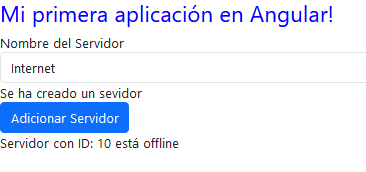 Mi primera aplicación en Angular!
Nombre del Servidor
Internet
Se ha creado un sevidor
Adicionar Servidor
Servidor con ID: 10 está offline